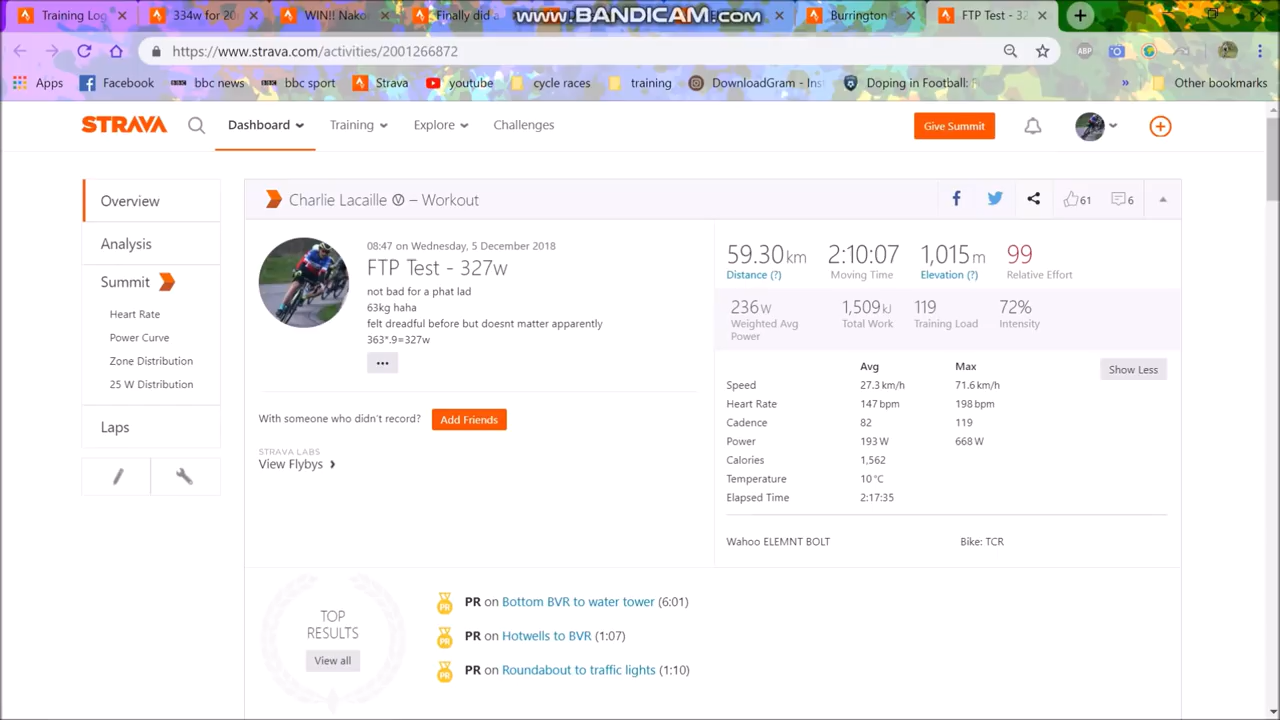 Training Lo
334w for 20
WIN!! Nako
Finally did a
www.BANDICAM.com
Burrington
FTP Test - 32
https://www.strava.com/activities/2001266872
ABP
Apps
Facebook
bbc news
bbc sport
Strava
youtube
cycle races
training
DownloadGram - Ins
Doping in Football:
»
Other bookmarks
STRAVA
Dashboard
Training
Explore
Challenges
Give Summit
Overview
Analysis
Summit
Heart Rate
Power Curve
Zone Distribution
25 W Distribution
Laps
Charlie Lacaille – Workout
61
6
08:47 on Wednesday, 5 December 2018
FTP Test - 327w
not bad for a phat lad
63kg haha
felt dreadful before but doesnt matter apparently
363*.9=327w
...
With someone who didn't record? Add Friends
STRAVA LABS
View Flybys
59.30km 2:10:07 1,015m 99
Distance (?) Moving Time Elevation (?) Relative Effort
236W 1,509kJ 119 72%
Weighted Avg Power Total Work Training Load Intensity
Avg Max
Show Less
Speed 27.3 km/h 71.6 km/h
Heart Rate 147 bpm 198 bpm
Cadence 82 119
Power 193 W 668 W
Calories 1,562
Temperature 10 °C
Elapsed Time 2:17:35
Wahoo ELEMNT BOLT Bike: TCR
TOP
RESULTS
View all
PR PR on Bottom BVR to water tower (6:01)
PR PR on Hotwells to BVR (1:07)
PR PR on Roundabout to traffic lights (1:10)